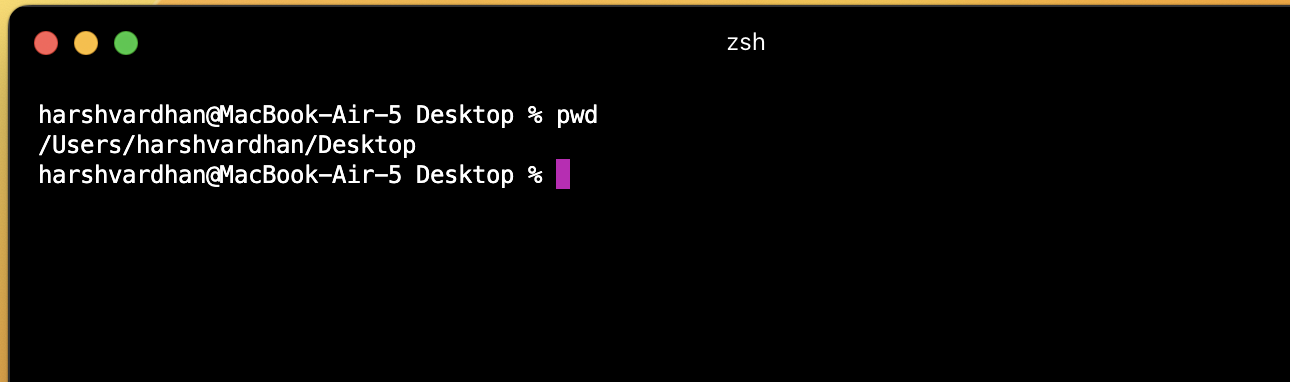 zsh
harshvardhan@MacBook-Air-5 Desktop % pwd
/Users/harshvardhan/Desktop
harshvardhan@MacBook-Air-5 Desktop %